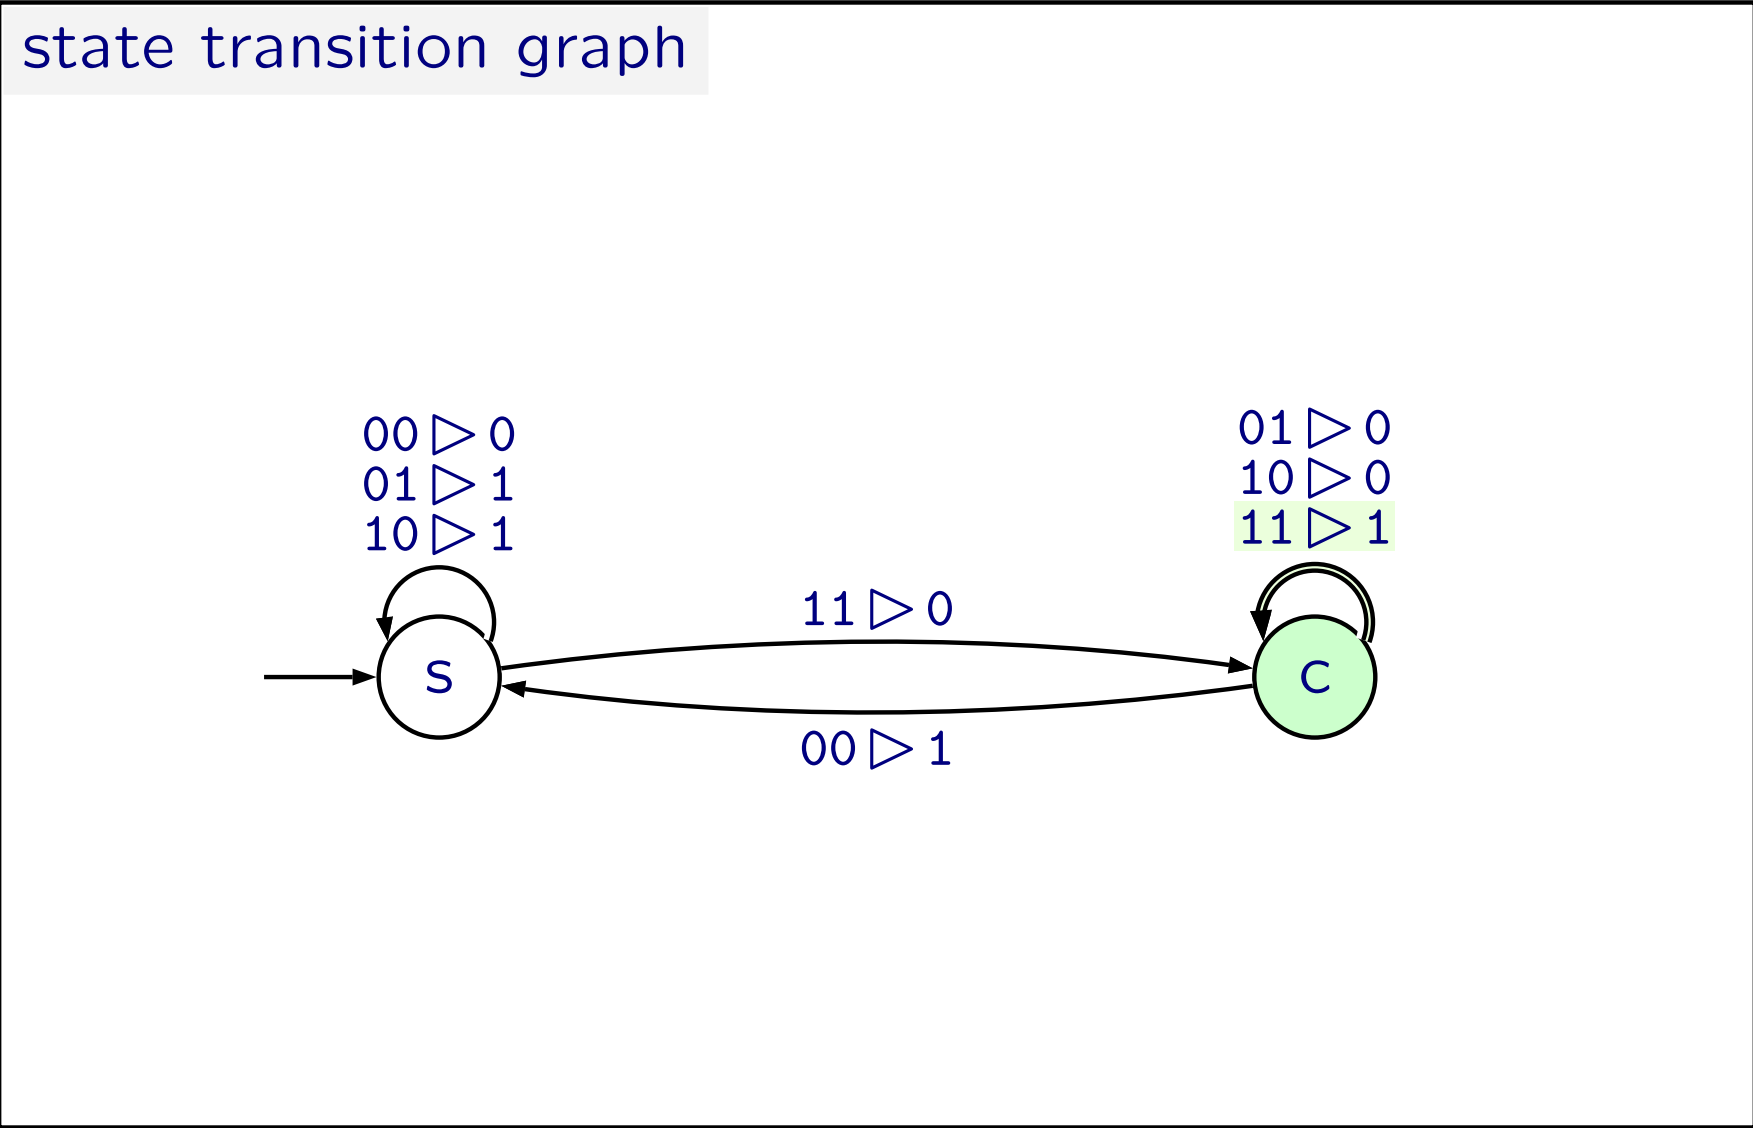 state transition graph
00 ▷ 0
01 ▷ 1
10 ▷ 1
01 ▷ 0
10 ▷ 0
11 ▷ 1
11 ▷ 0
S
C
00 ▷ 1